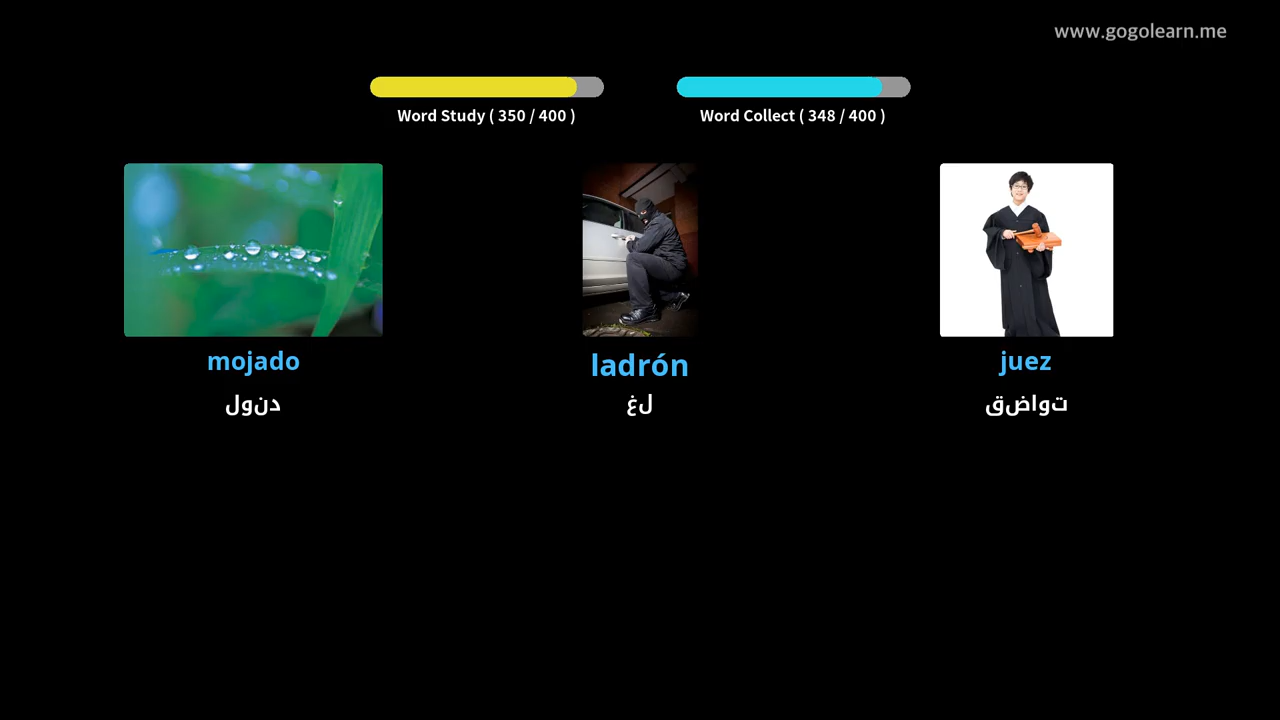 www.gogolearn.me
Word Study ( 350 / 400 )
Word Collect ( 348 / 400 )
mojado
دنول
ladrón
لغ
juez
تواضق